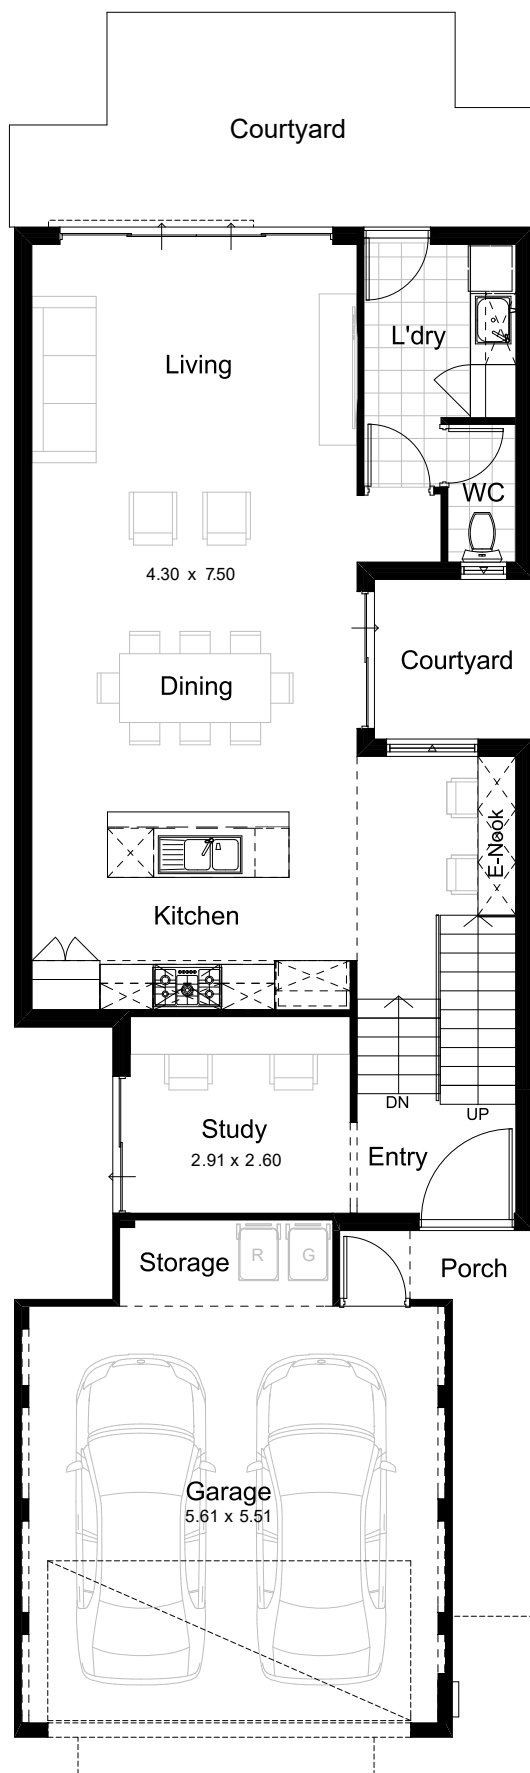 Courtyard
L'dry
Living
WC
4.30 x 7.50
Courtyard
Dining
E-Nook
Kitchen
DN
UP
Study
2.91 x 2.60
Entry
Storage
R
G
Porch
Garage
5.61 x 5.51